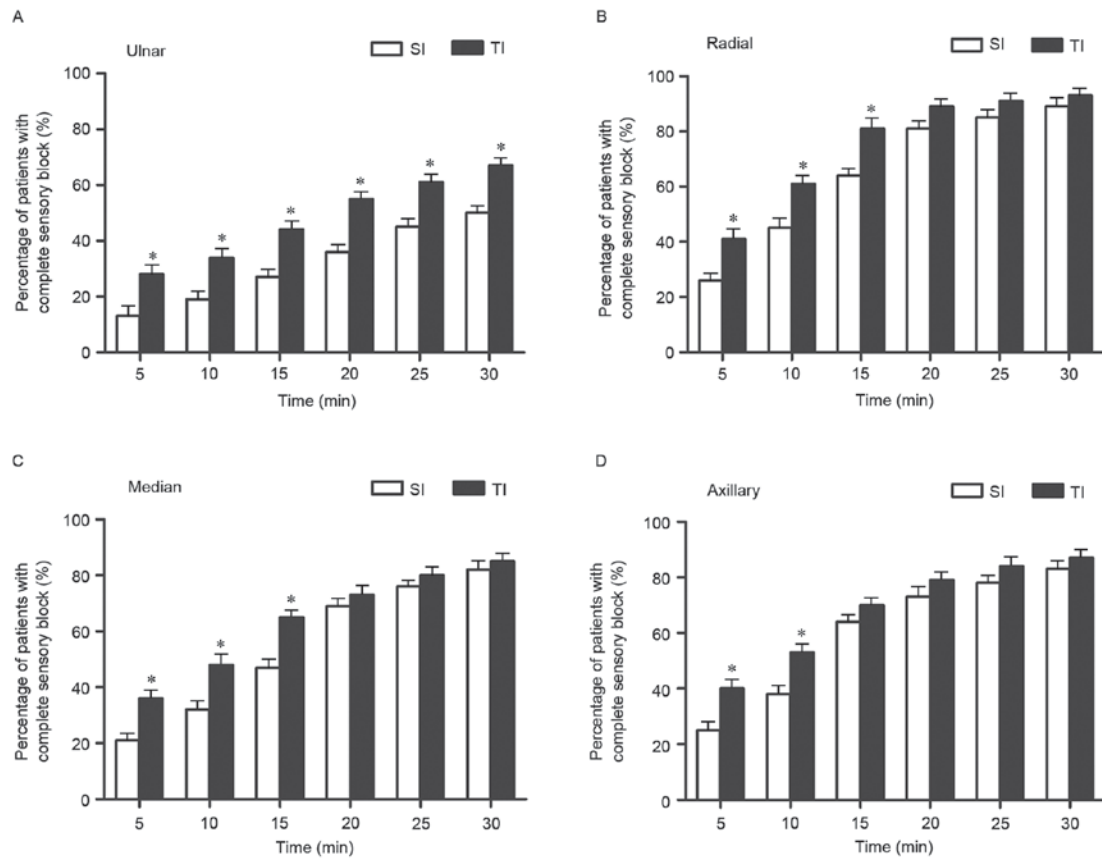 A
Ulnar
SI
TI
Percentage of patients with
complete sensory block (%)
100
80
60
40
20
0
*
*
*
*
*
*
5 10 15 20 25 30
Time (min)
B
Radial
SI
TI
Percentage of patients with
complete sensory block (%)
100
80
60
40
20
0
*
*
*
5 10 15 20 25 30
Time (min)
C
Median
SI
TI
Percentage of patients with
complete sensory block (%)
100
80
60
40
20
0
*
*
*
5 10 15 20 25 30
Time (min)
D
Axillary
SI
TI
Percentage of patients with
complete sensory block (%)
100
80
60
40
20
0
*
*
5 10 15 20 25 30
Time (min)